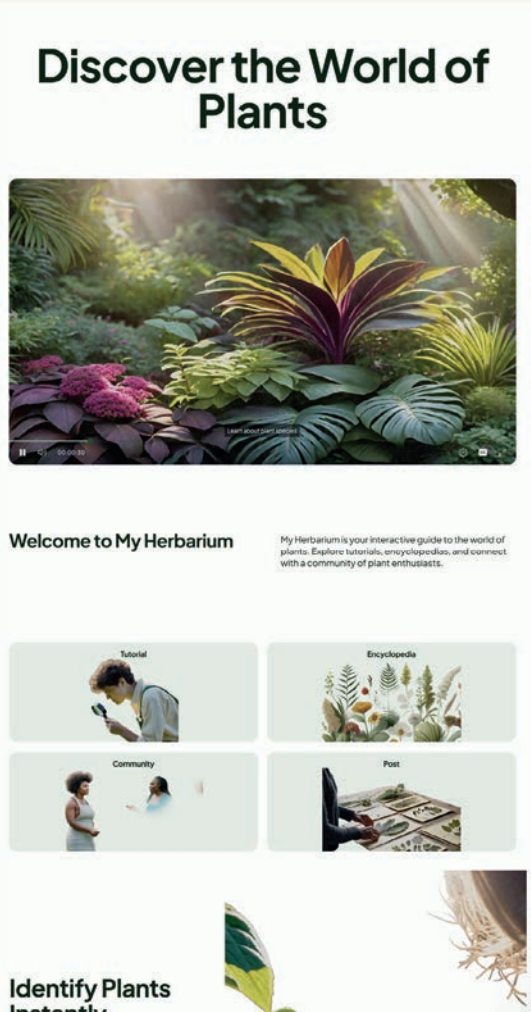 Discover the World of
Plants
Learn about plant species
00:00:30
Welcome to My Herbarium
My Herbarium is your interactive guide to the world of
plants. Explore tutorials, encyclopedias, and connect
with a community of plant enthusiasts.
Tutorial
Encyclopedia
Community
Post
Identify Plants
Instantly